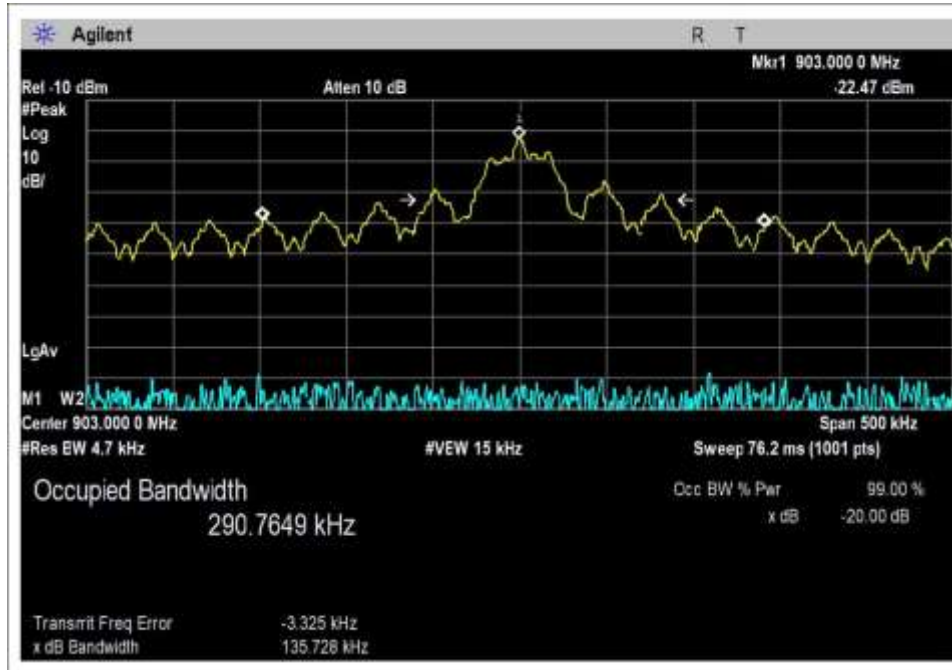 Agilent R T
Mkr1 903.000 0 MHz
Ref -10 dBm Atten 10 dB -22.47 dBm
#Peak
Log
10
dB/
1
LgAv
M1 W2
Center 903.000 0 MHz Span 500 kHz
#Res BW 4.7 kHz #VBW 15 kHz Sweep 76.2 ms (1001 pts)
Occupied Bandwidth Occ BW % Pwr 99.00 %
290.7649 kHz x dB -20.00 dB
Transmit Freq Error -3.325 kHz
x dB Bandwidth 135.728 kHz